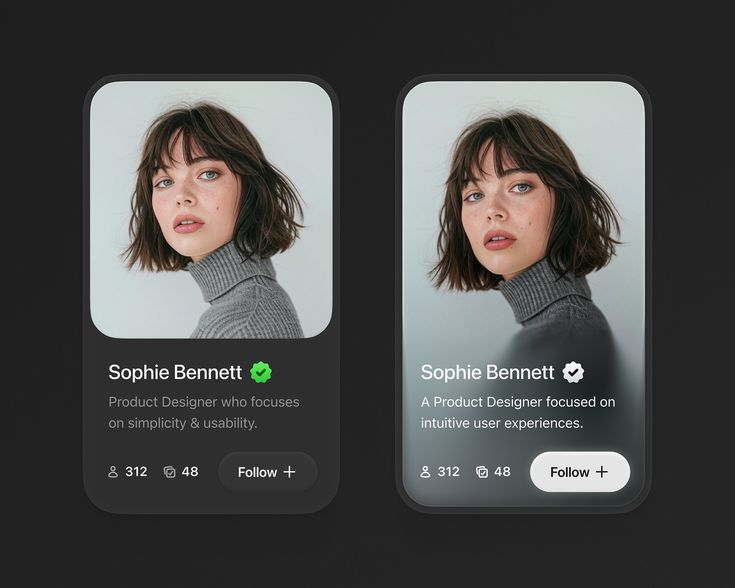 Sophie Bennett
Product Designer who focuses
on simplicity & usability.
312 48 Follow +
Sophie Bennett
A Product Designer focused on
intuitive user experiences.
312 48 Follow +